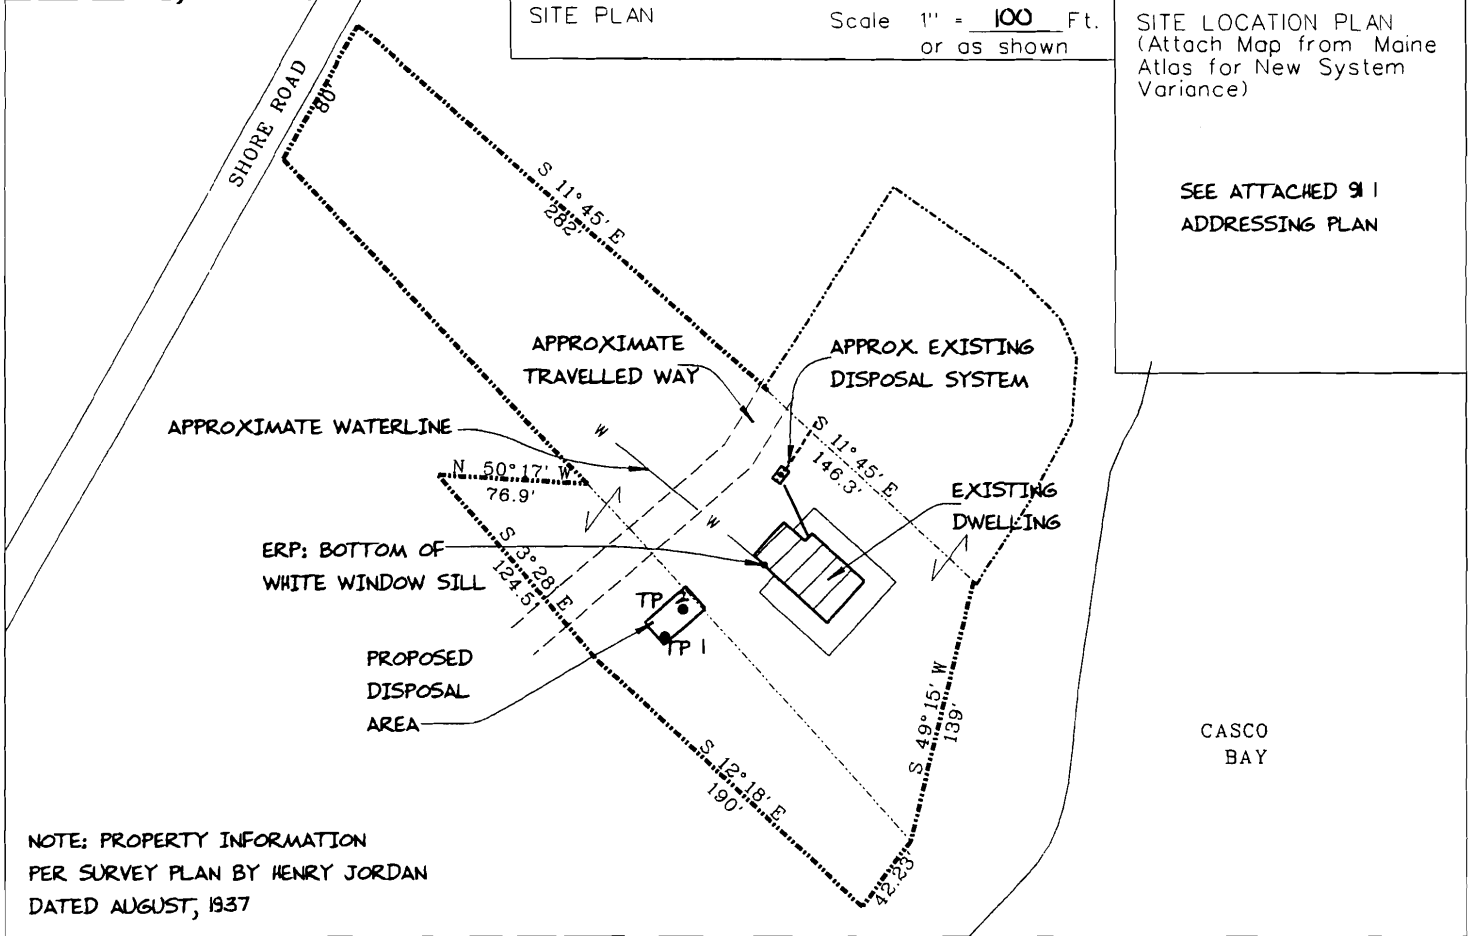 SITE PLAN
Scale 1" = 100 Ft.
or as shown
SITE LOCATION PLAN
(Attach Map from Maine
Atlas for New System
Variance)
SEE ATTACHED 911
ADDRESSING PLAN
SHORE ROAD
80'
S 11°45' E
282'
APPROXIMATE
TRAVELLED WAY
APPROX. EXISTING
DISPOSAL SYSTEM
APPROXIMATE WATERLINE
W
S 11°45' E
146.3'
N 50°17' W
76.9'
EXISTING
DWELLING
W
ERP: BOTTOM OF
WHITE WINDOW SILL
S 3°28' E
124.5'
TP 2
TP 1
PROPOSED
DISPOSAL
AREA
S 49°15' W
139'
S 12°18' E
190'
42.23'
CASCO
BAY
NOTE: PROPERTY INFORMATION
PER SURVEY PLAN BY HENRY JORDAN
DATED AUGUST, 1937